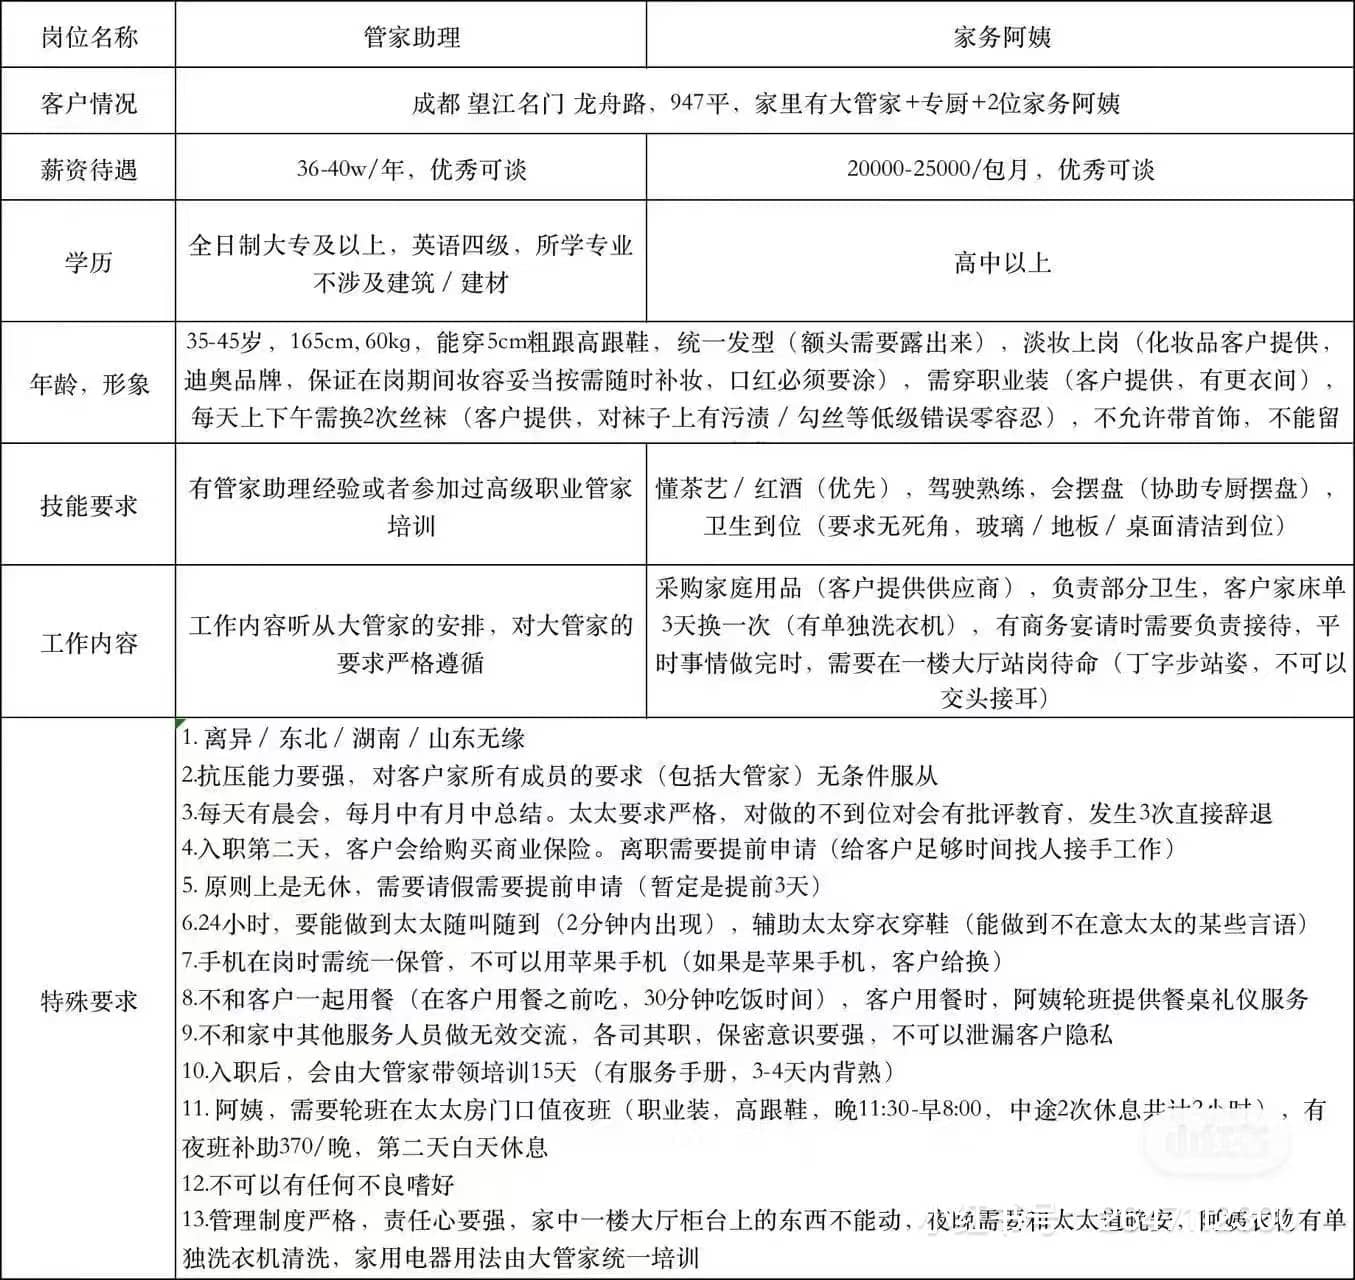 岗位名称 管家助理 家务阿姨
客户情况 成都 望江名门 龙舟路，947平，家里有大管家+专厨+2位家务阿姨
薪资待遇 36-40w/年，优秀可谈 20000-25000/包月，优秀可谈
学历
全日制大专及以上，英语四级，所学专业
不涉及建筑/建材
高中以上
年龄，形象
35-45岁，165cm,60kg，能穿5cm粗跟高跟鞋，统一发型（额头需要露出来），淡妆上岗（化妆品客户提供，
迪奥品牌，保证在岗期间妆容妥当按需随时补妆，口红必须要涂），需穿职业装（客户提供，有更衣间），
每天上下午需换2次丝袜（客户提供，对袜子上有污渍/勾丝等低级错误零容忍），不允许带首饰，不能留
技能要求
有管家助理经验或者参加过高级职业管家
培训
懂茶艺/红酒（优先），驾驶熟练，会摆盘（协助专厨摆盘），
卫生到位（要求无死角，玻璃/地板/桌面清洁到位）
工作内容
工作内容听从大管家的安排，对大管家的
要求严格遵循
采购家庭用品（客户提供供应商），负责部分卫生，客户家床单
3天换一次（有单独洗衣机），有商务宴请时需要负责接待，平
时事情做完时，需要在一楼大厅站岗待命（丁字步站姿，不可以
交头接耳）
特殊要求
1. 离异/东北/湖南/山东无缘
2.抗压能力要强，对客户家所有成员的要求（包括大管家）无条件服从
3.每天有晨会，每月中有月中总结。太太要求严格，对做的不到位对会有批评教育，发生3次直接辞退
4.入职第二天，客户会给购买商业保险。离职需要提前申请（给客户足够时间找人接手工作）
5. 原则上是无休，需要请假需要提前申请（暂定是提前3天）
6.24小时，要能做到太太随叫随到（2分钟内出现），辅助太太穿衣穿鞋（能做到不在意太太的某些言语）
7.手机在岗时需统一保管，不可以用苹果手机（如果是苹果手机，客户给换）
8.不和客户一起用餐（在客户用餐之前吃，30分钟吃饭时间），客户用餐时，阿姨轮班提供餐桌礼仪服务
9.不和家中其他服务人员做无效交流，各司其职，保密意识要强，不可以泄漏客户隐私
10.入职后，会由大管家带领培训15天（有服务手册，3-4天内背熟）
11. 阿姨，需要轮班在太太房门口值夜班（职业装，高跟鞋，晚11:30-早8:00，中途2次休息共计2小时），有
夜班补助370/晚，第二天白天休息
12.不可以有任何不良嗜好
13.管理制度严格，责任心要强，家中一楼大厅柜台上的东西不能动，夜晚需要和太太道晚安，阿姨衣物有单
独洗衣机清洗，家用电器用法由大管家统一培训
小红书